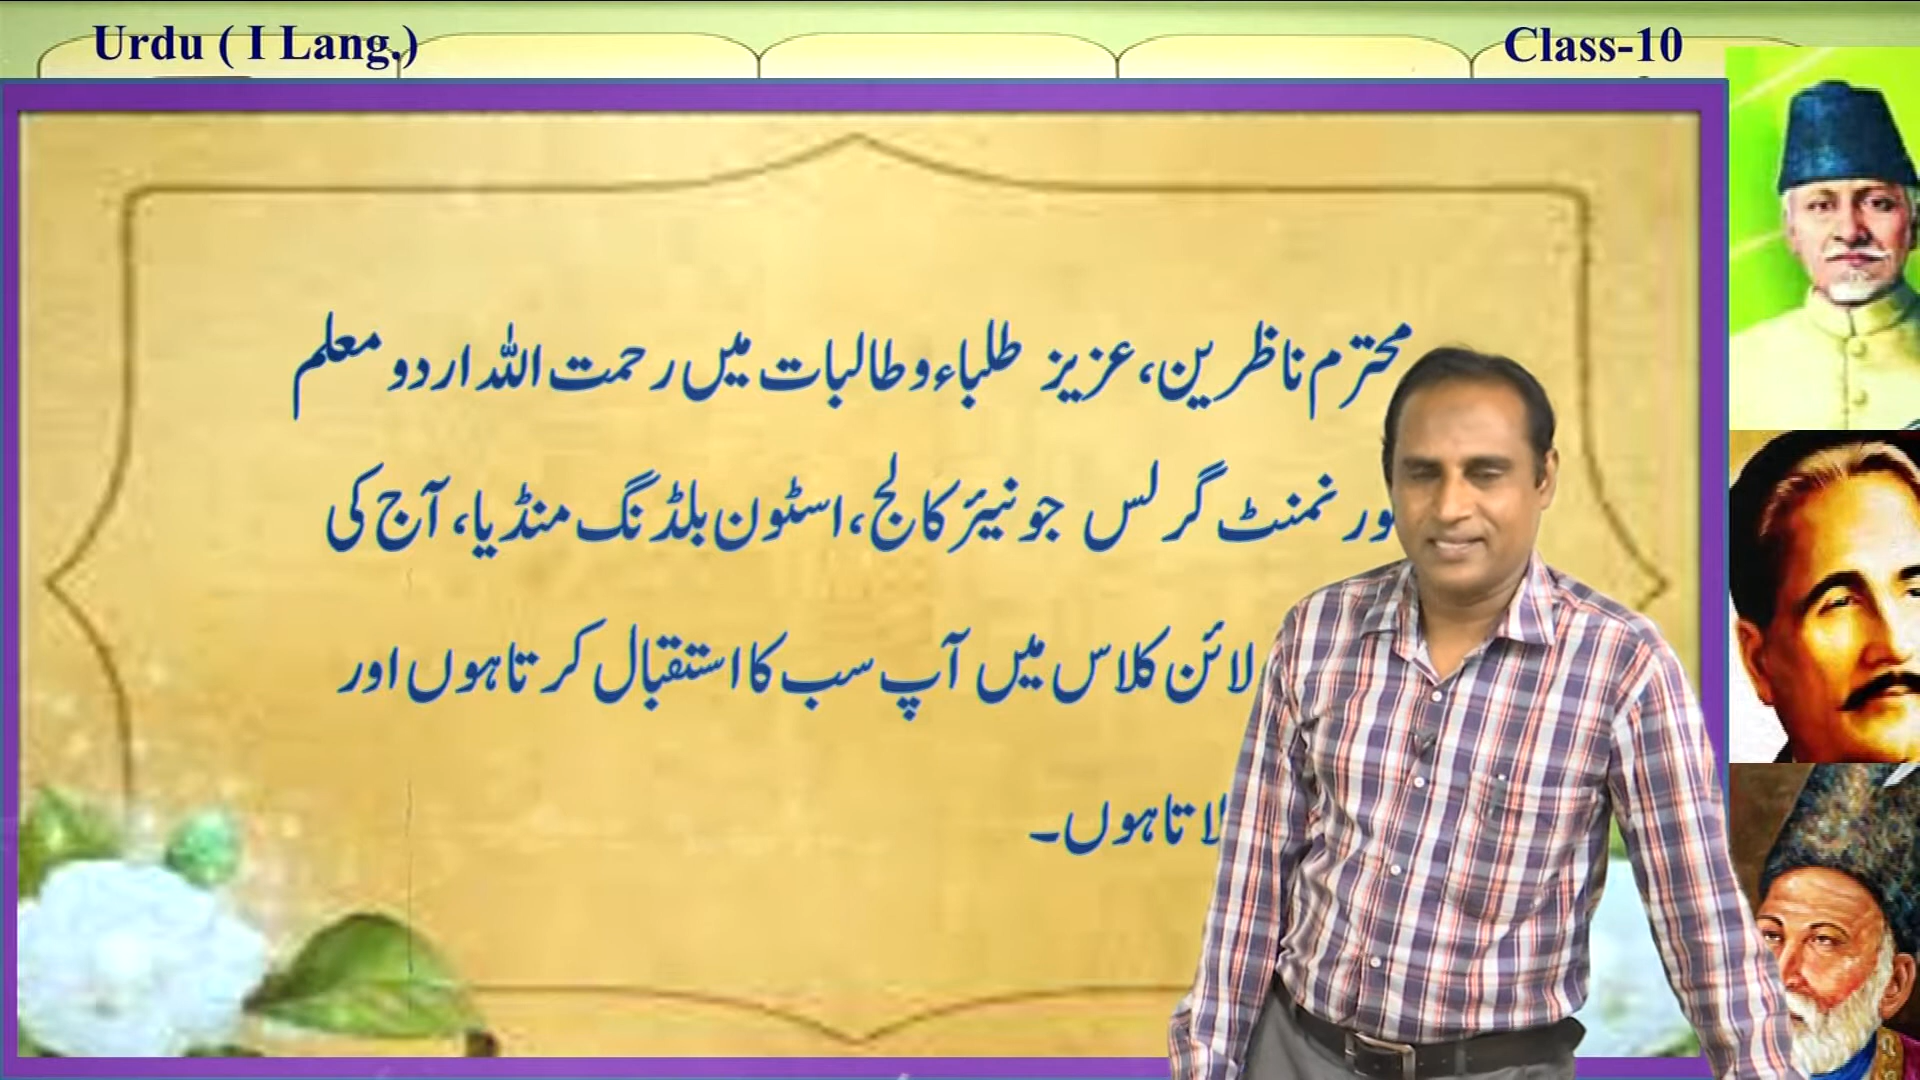 Urdu ( I Lang.)
Class-10
محترم ناظرین، عزیز طلباء و طالبات میں رحمت اللہ اردو معلم
گرلس جونیئر کالج، اسٹون بلڈنگ منڈیا، آج کی
لائن کلاس میں آپ سب کا استقبال کرتا ہوں اور
لاتا ہوں۔